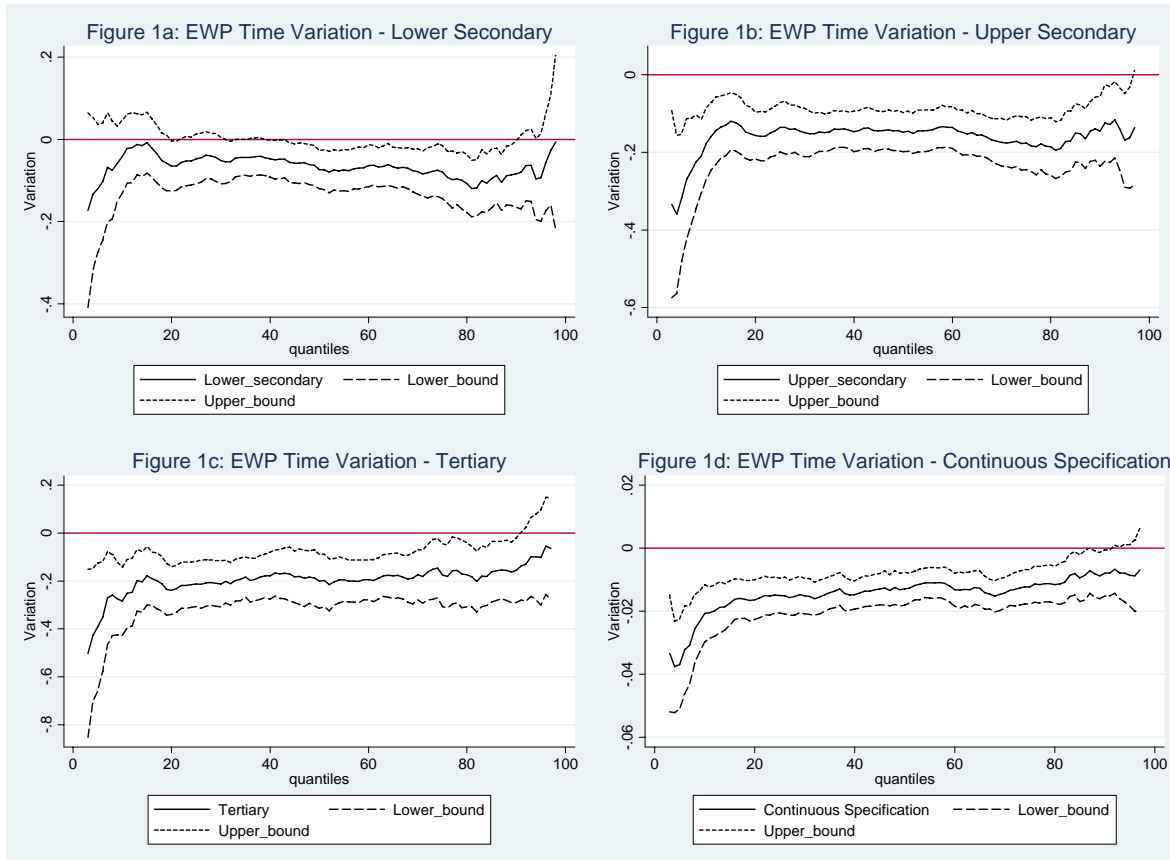 Figure 1a: EWP Time Variation - Lower Secondary
.2
0
-.2
-.4
Variation
0 20 40 60 80 100
quantiles
Lower_secondary Lower_bound
Upper_bound
Figure 1b: EWP Time Variation - Upper Secondary
0
-.2
-.4
-.6
Variation
0 20 40 60 80 100
quantiles
Upper_secondary Lower_bound
Upper_bound
Figure 1c: EWP Time Variation - Tertiary
.2
0
-.2
-.4
-.6
-.8
Variation
0 20 40 60 80 100
quantiles
Tertiary Lower_bound
Upper_bound
Figure 1d: EWP Time Variation - Continuous Specification
.02
0
-.02
-.04
-.06
Variation
0 20 40 60 80 100
quantiles
Continuous Specification Lower_bound
Upper_bound